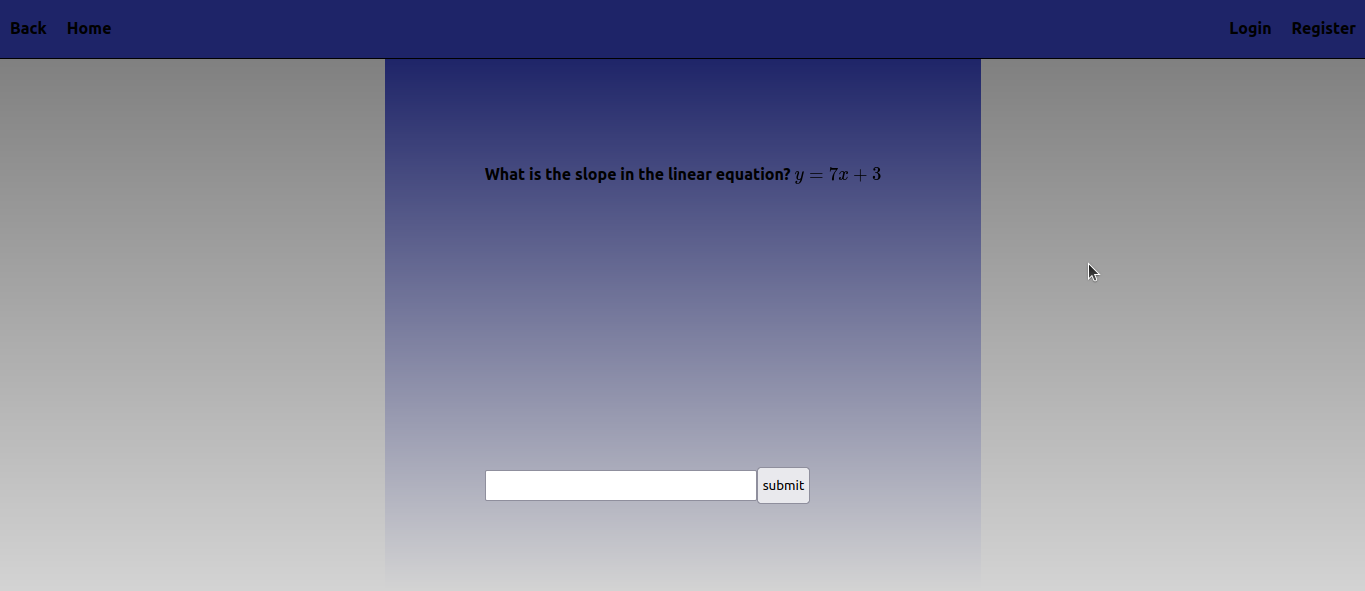 Back Home Login Register
What is the slope in the linear equation? y = 7x + 3
submit